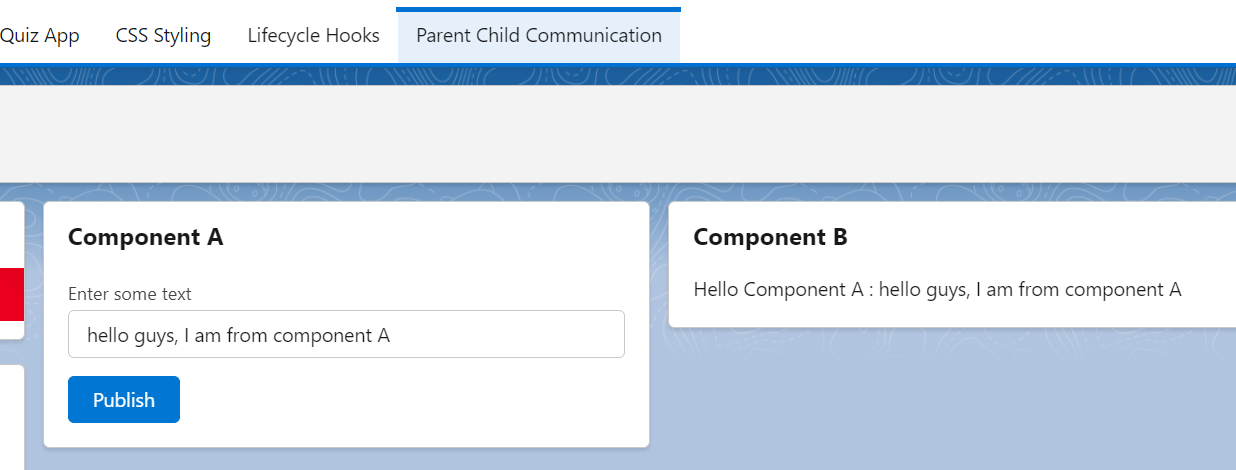 Quiz App CSS Styling Lifecycle Hooks Parent Child Communication
Component A
Enter some text
hello guys, I am from component A
Publish
Component B
Hello Component A : hello guys, I am from component A